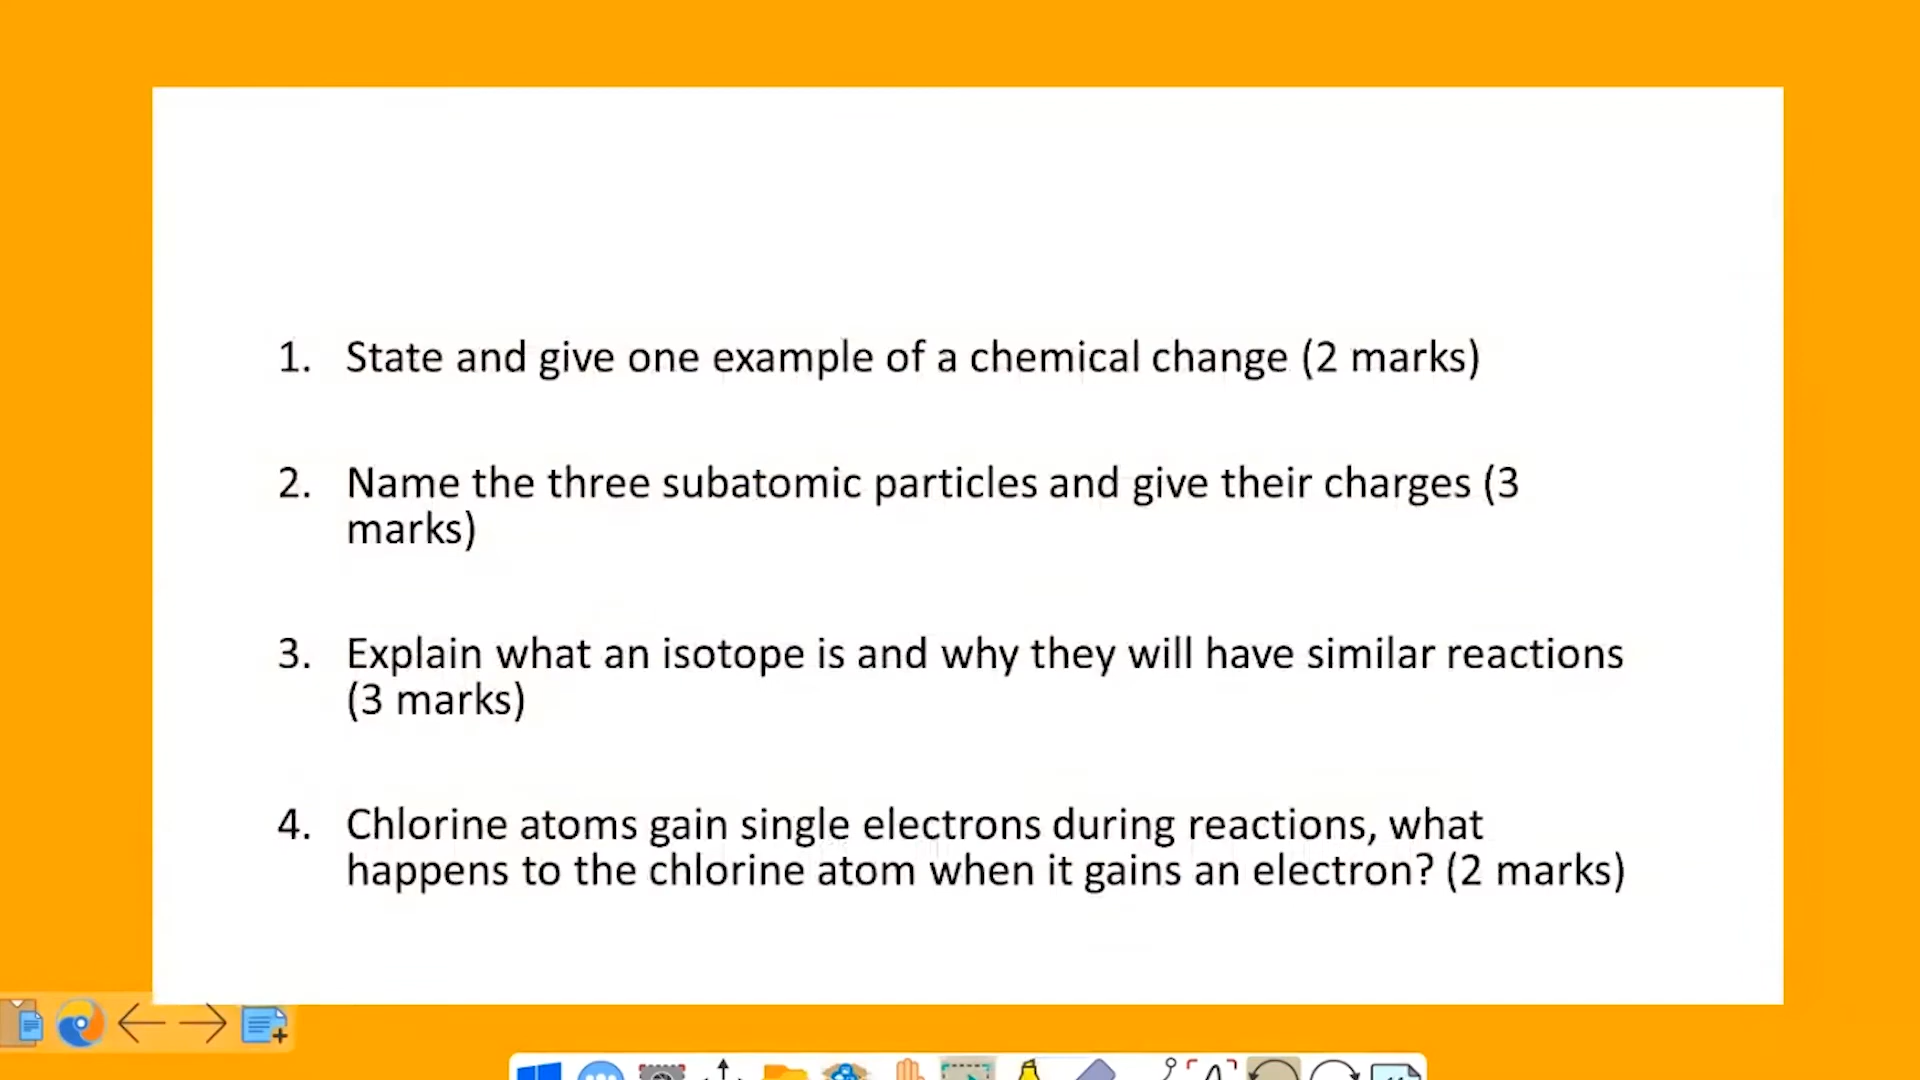 1. State and give one example of a chemical change (2 marks)
2. Name the three subatomic particles and give their charges (3
marks)
3. Explain what an isotope is and why they will have similar reactions
(3 marks)
4. Chlorine atoms gain single electrons during reactions, what
happens to the chlorine atom when it gains an electron? (2 marks)